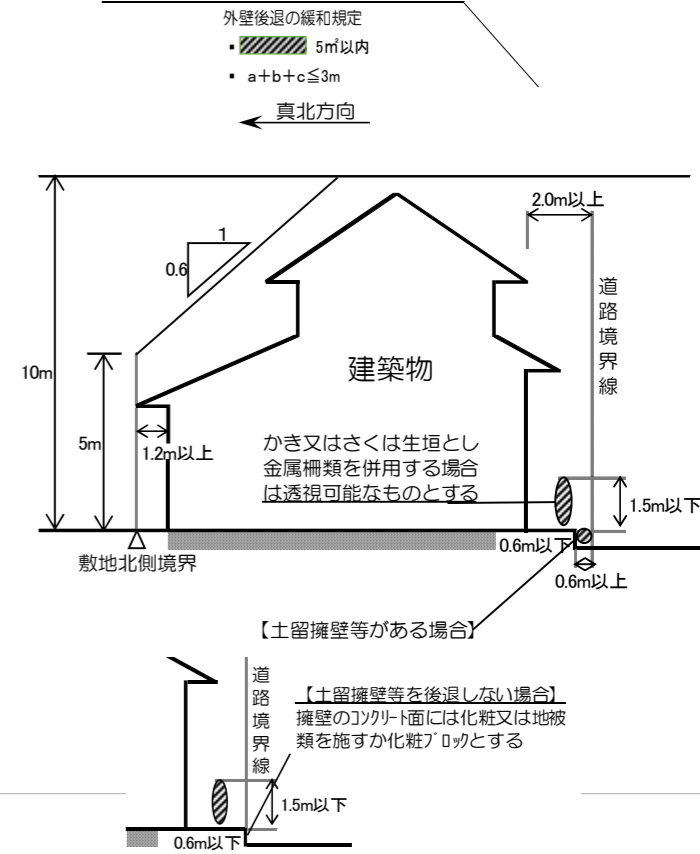 外壁後退の緩和規定
▪ 5㎡以内
▪ a+b+c≦3m
真北方向
2.0m以上
1
0.6
道路境界線
10m
建築物
5m
1.2m以上
かき又はさくは生垣とし
金属柵類を併用する場合
は透視可能なものとする
1.5m以下
0.6m以下
敷地北側境界
0.6m以上
【土留擁壁等がある場合】
道路境界線
【土留擁壁等を後退しない場合】
擁壁のｺﾝｸﾘｰﾄ面には化粧又は地被
類を施すか化粧ﾌﾞﾛｯｸとする
1.5m以下
0.6m以下